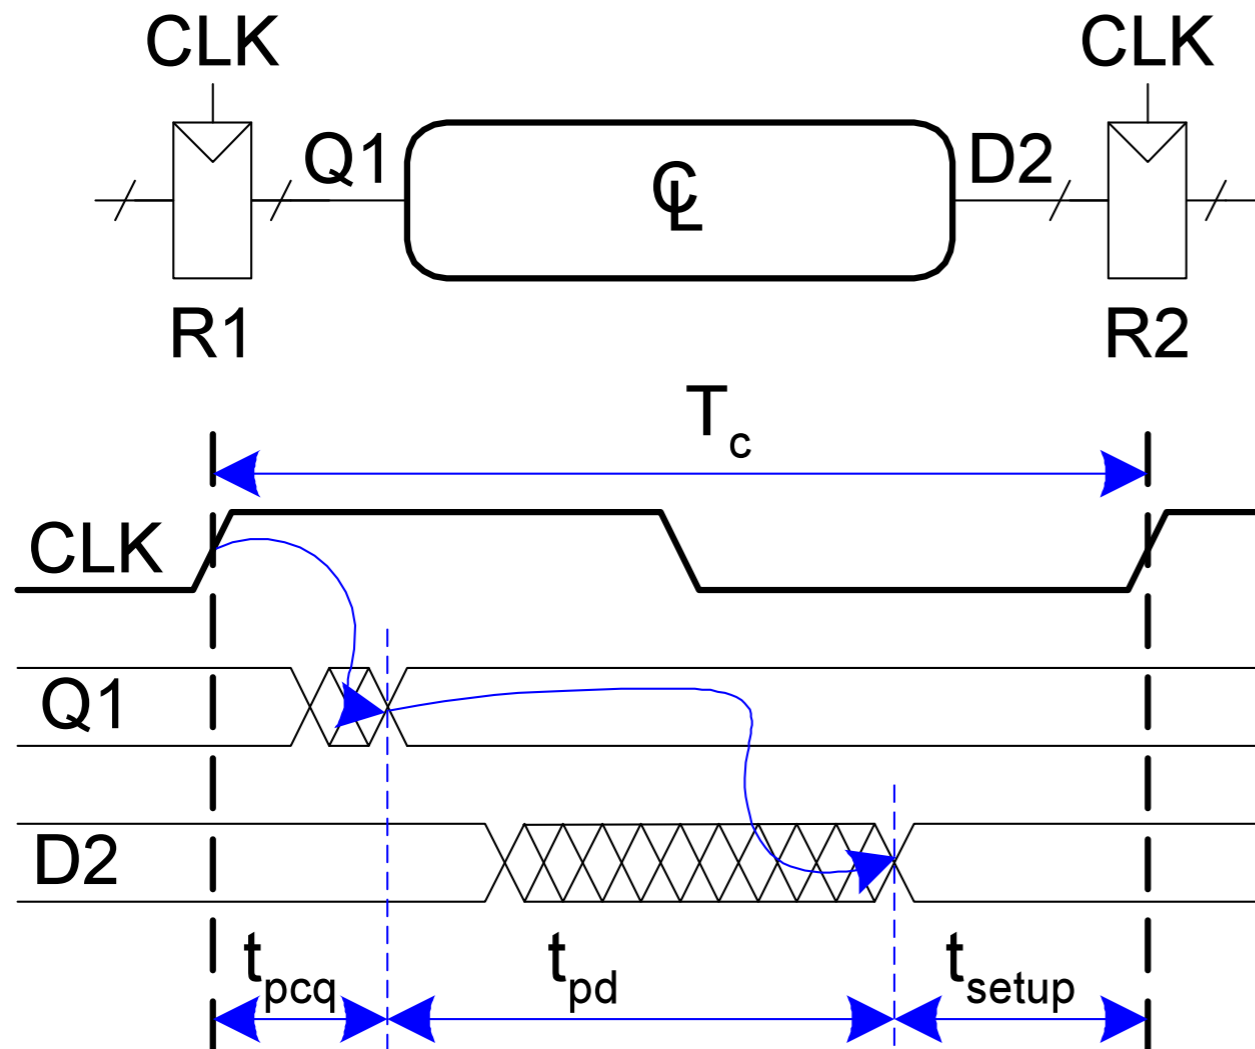 CLK CLK
Q1 CL D2
R1 R2
Tc
CLK
Q1
D2
tpcq tpd tsetup